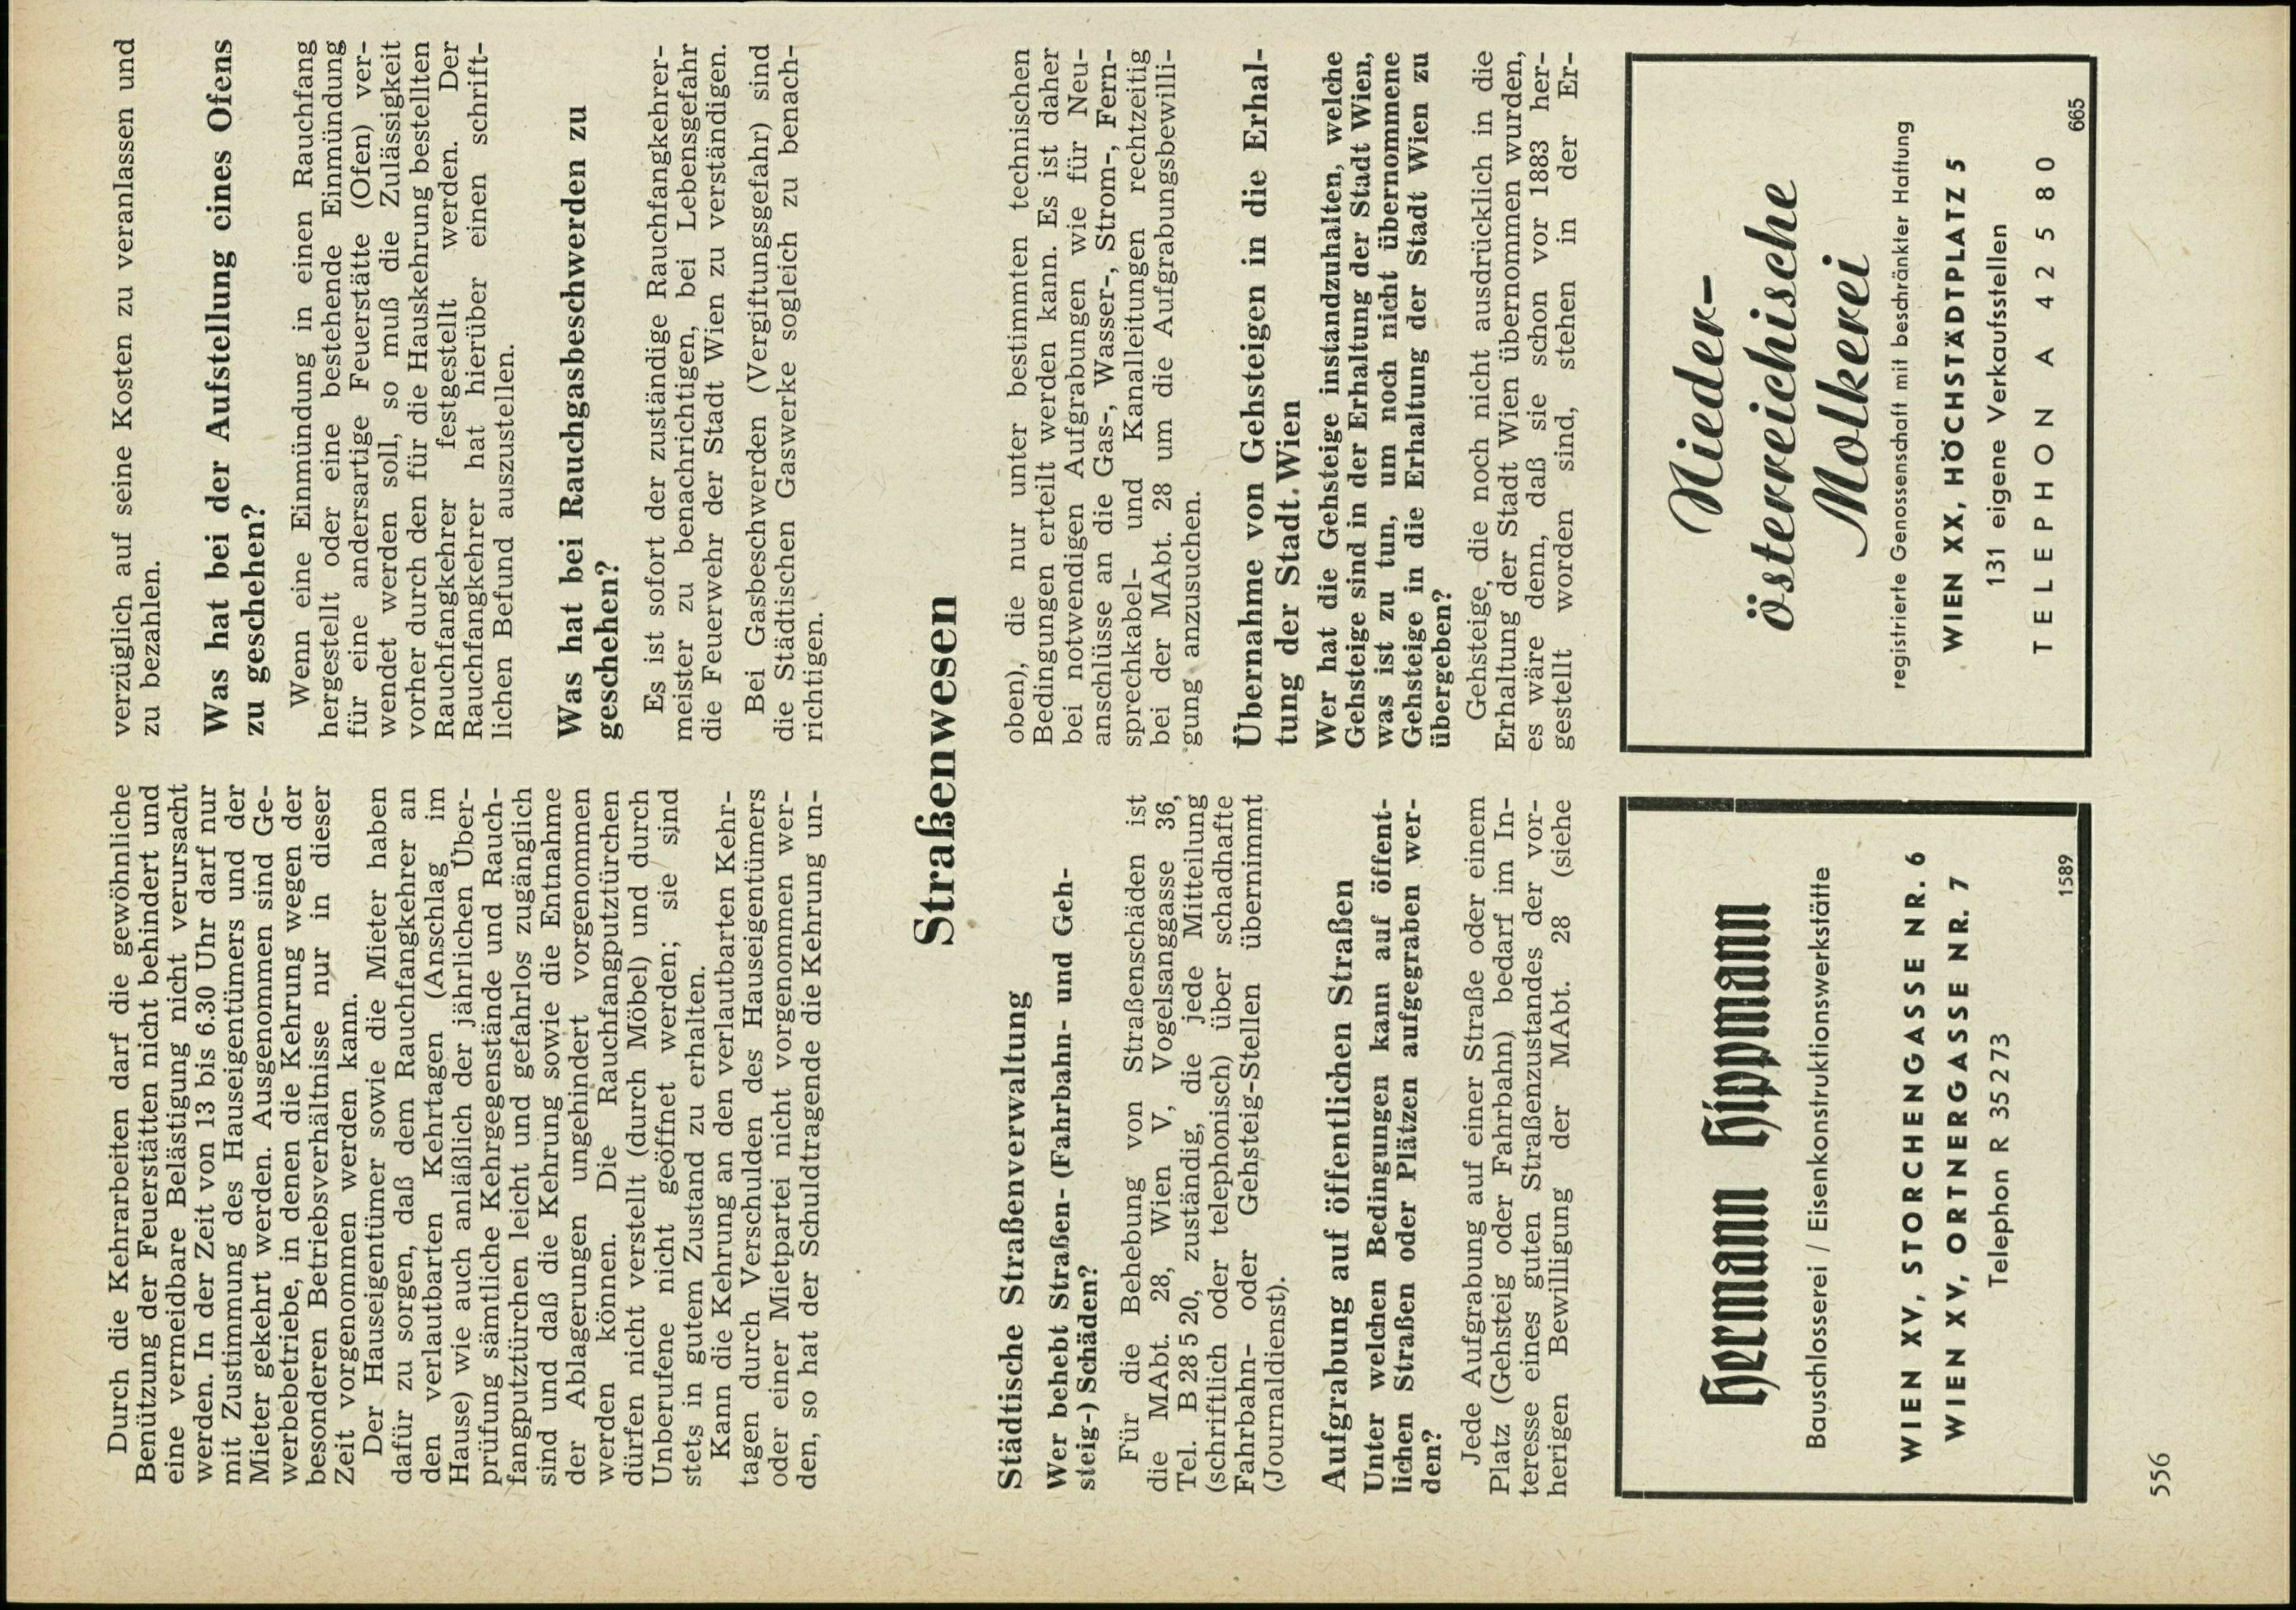 Durch die Kehrarbeiten darf die gewöhnliche
Benützung der Feuerstätten nicht behindert und
eine vermeidbare Belästigung nicht verursacht
werden. In der Zeit von 13 bis 6.30 Uhr darf nur
mit Zustimmung des Hauseigentümers und der
Mieter gekehrt werden. Ausgenommen sind Ge-
werbebetriebe, in denen die Kehrung wegen der
besonderen Betriebsverhältnisse nur in dieser
Zeit vorgenommen werden kann.
Der Hauseigentümer sowie die Mieter haben
dafür zu sorgen, daß dem Rauchfangkehrer an
den verlautbarten Kehrtagen (Anschlag im
Hause) wie auch anläßlich der jährlichen Über-
prüfung sämtliche Kehrgegenstände und Rauch-
fangputztürchen leicht und gefahrlos zugänglich
sind und daß die Kehrung sowie die Entnahme
der Ablagerungen ungehindert vorgenommen
werden können. Die Rauchfangputztürchen
dürfen nicht verstellt (durch Möbel) und durch
Unberufene nicht geöffnet werden; sie sind
stets in gutem Zustand zu erhalten.
Kann die Kehrung an den verlautbarten Kehr-
tagen durch Verschulden des Hauseigentümers
oder einer Mietpartei nicht vorgenommen wer-
den, so hat der Schuldtragende die Kehrung un-
verzüglich auf seine Kosten zu veranlassen und
zu bezahlen.
Was hat bei der Aufstellung eines Ofens
zu geschehen?
Wenn eine Einmündung in einen Rauchfang
hergestellt oder eine bestehende Einmündung
für eine andersartige Feuerstätte (Ofen) ver-
wendet werden soll, so muß die Zulässigkeit
vorher durch den für die Hauskehrung bestellten
Rauchfangkehrer festgestellt werden. Der
Rauchfangkehrer hat hierüber einen schrift-
lichen Befund auszustellen.
Was hat bei Rauchgasbeschwerden zu
geschehen?
Es ist sofort der zuständige Rauchfangkehrer-
meister zu benachrichtigen, bei Lebensgefahr
die Feuerwehr der Stadt Wien zu verständigen.
Bei Gasbeschwerden (Vergiftungsgefahr) sind
die Städtischen Gaswerke sogleich zu benach-
richtigen.
Straßenwesen
Städtische Straßenverwaltung
Wer behebt Straßen- (Fahrbahn- und Geh-
steig-) Schäden?
Für die Behebung von Straßenschäden ist
die MAbt. 28, Wien V, Vogelsanggasse 36,
Tel. B 28 5 20, zuständig, die jede Mitteilung
(schriftlich oder telephonisch) über schadhafte
Fahrbahn- oder Gehsteig-Stellen übernimmt
(Journaldienst).
Aufgrabung auf öffentlichen Straßen
Unter welchen Bedingungen kann auf öffent-
lichen Straßen oder Plätzen aufgegraben wer-
den?
Jede Aufgrabung auf einer Straße oder einem
Platz (Gehsteig oder Fahrbahn) bedarf im In-
teresse eines guten Straßenzustandes der vor-
herigen Bewilligung der MAbt. 28 (siehe
oben), die nur unter bestimmten technischen
Bedingungen erteilt werden kann. Es ist daher
bei notwendigen Aufgrabungen wie für Neu-
anschlüsse an die Gas-, Wasser-, Strom-, Fern-
sprechkabel- und Kanalleitungen rechtzeitig
bei der MAbt. 28 um die Aufgrabungsbewilli-
gung anzusuchen.
Übernahme von Gehsteigen in die Erhal-
tung der Stadt Wien
Wer hat die Gehsteige instandzuhalten, welche
Gehsteige sind in der Erhaltung der Stadt Wien,
was ist zu tun, um noch nicht übernommene
Gehsteige in die Erhaltung der Stadt Wien zu
übergeben?
Gehsteige, die noch nicht ausdrücklich in die
Erhaltung der Stadt Wien übernommen wurden,
es wäre denn, daß sie schon vor 1883 her-
gestellt worden sind, stehen in der Er-
Hermann Hippmann
Bauschlosserei / Eisenkonstruktionswerkstätte
WIEN XV, STORCHENGASSE NR. 6
WIEN XV, ORTNERGASSE NR. 7
Telephon R 35 2 73
1589
Nieder-
österreichische
Molkerei
registrierte Genossenschaft mit beschränkter Haftung
WIEN XX, HÖCHSTÄDTPLATZ 5
131 eigene Verkaufsstellen
TELEPHON A 42 5 80
665
556